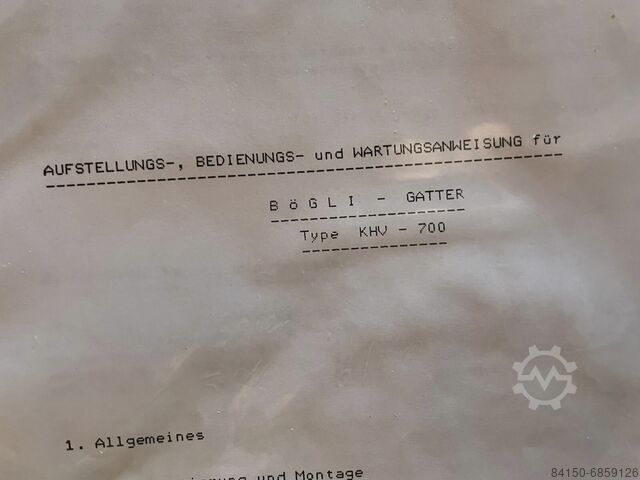 AUFSTELLUNGS-, BEDIENUNGS- und WARTUNGSANWEISUNG für
BöGLI - GATTER
Type KHV - 700
1. Allgemeines
und Montage
84150-6859126